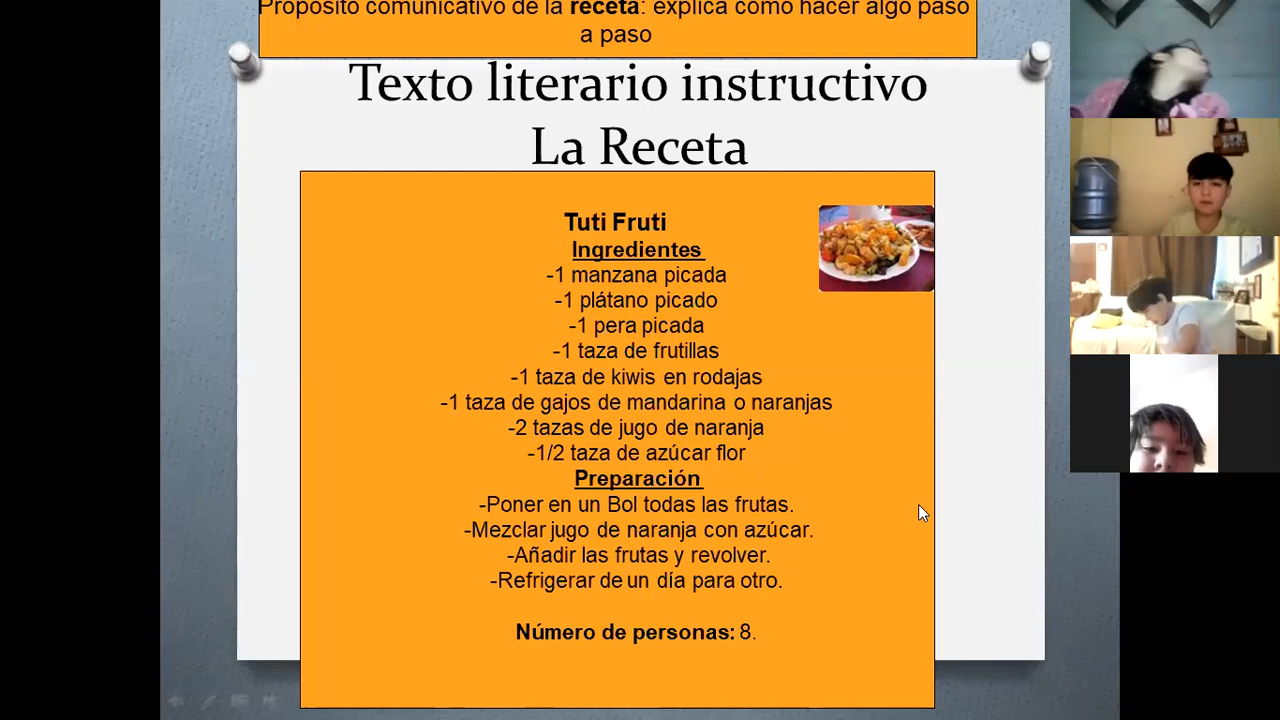 Propósito comunicativo de la receta: explica cómo hacer algo paso
a paso
Texto literario instructivo
La Receta
Tuti Fruti
Ingredientes
-1 manzana picada
-1 plátano picado
-1 pera picada
-1 taza de frutillas
-1 taza de kiwis en rodajas
-1 taza de gajos de mandarina o naranjas
-2 tazas de jugo de naranja
-1/2 taza de azúcar flor
Preparación
-Poner en un Bol todas las frutas.
-Mezclar jugo de naranja con azúcar.
-Añadir las frutas y revolver.
-Refrigerar de un día para otro.
Número de personas: 8.